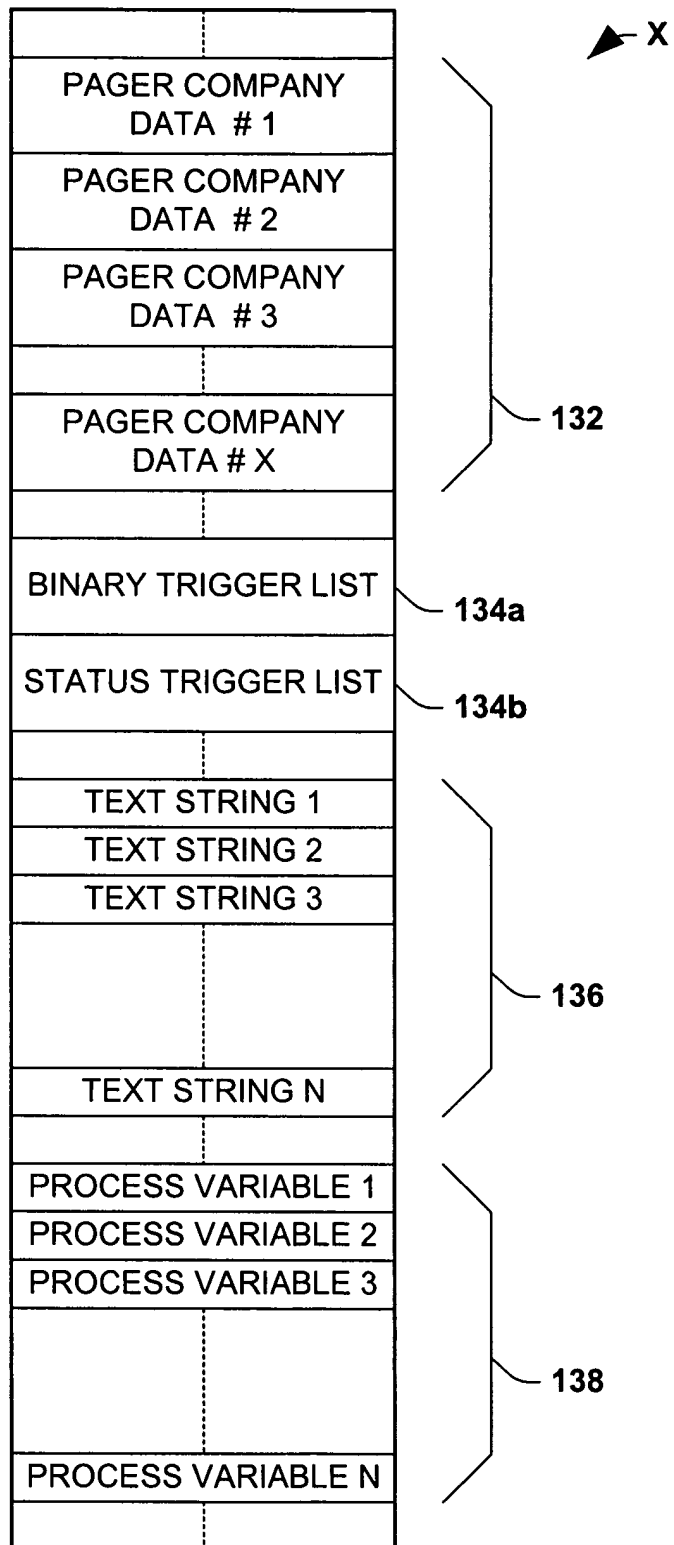 X
PAGER COMPANY
DATA # 1
PAGER COMPANY
DATA # 2
PAGER COMPANY
DATA # 3
132
PAGER COMPANY
DATA # X
BINARY TRIGGER LIST
134a
STATUS TRIGGER LIST
134b
TEXT STRING 1
TEXT STRING 2
TEXT STRING 3
136
TEXT STRING N
PROCESS VARIABLE 1
PROCESS VARIABLE 2
PROCESS VARIABLE 3
138
PROCESS VARIABLE N